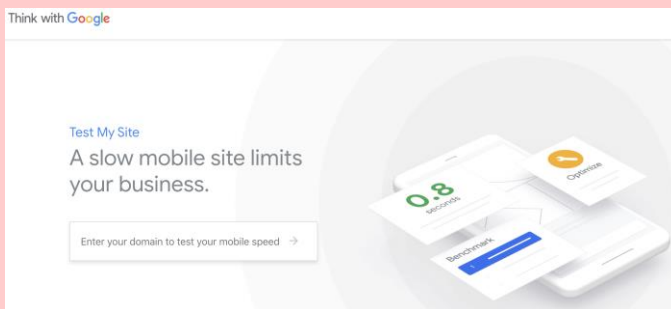 Think with Google
Test My Site
A slow mobile site limits
your business.
Enter your domain to test your mobile speed
0.8
seconds
Optimize
Benchmark